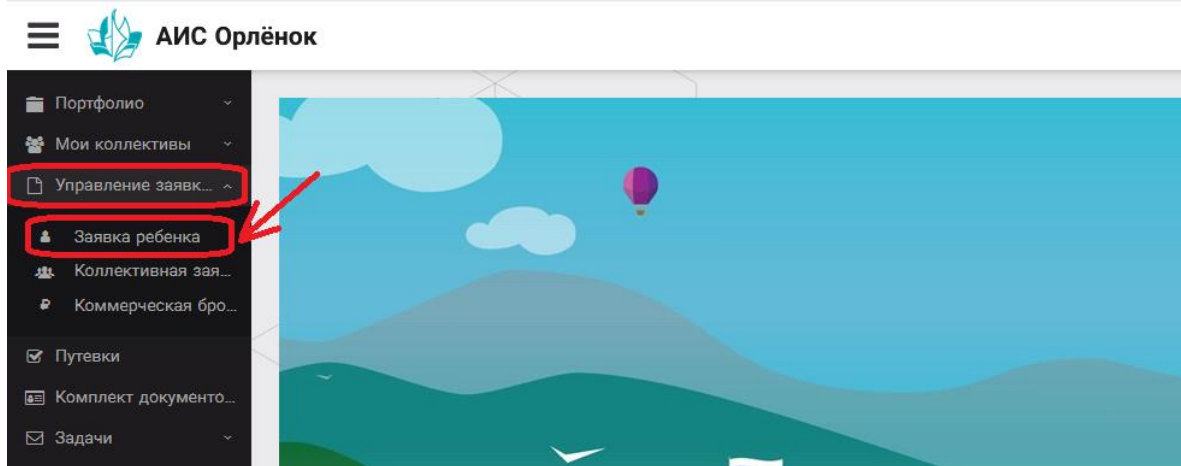 АИС Орлёнок
Портфолио
Мои коллективы
Управление заявк...
Заявка ребенка
Коллективная зая...
Коммерческая бро...
Путевки
Комплект документо...
Задачи